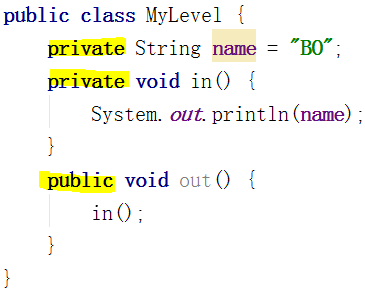 public class MyLevel {
    private String name = "BO";
    private void in() {
        System.out.println(name);
    }
    public void out() {
        in();
    }
}